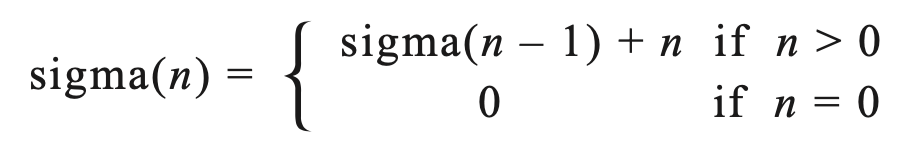 sigma(n − 1) + n if n > 0
sigma(n) = {
0 if n = 0